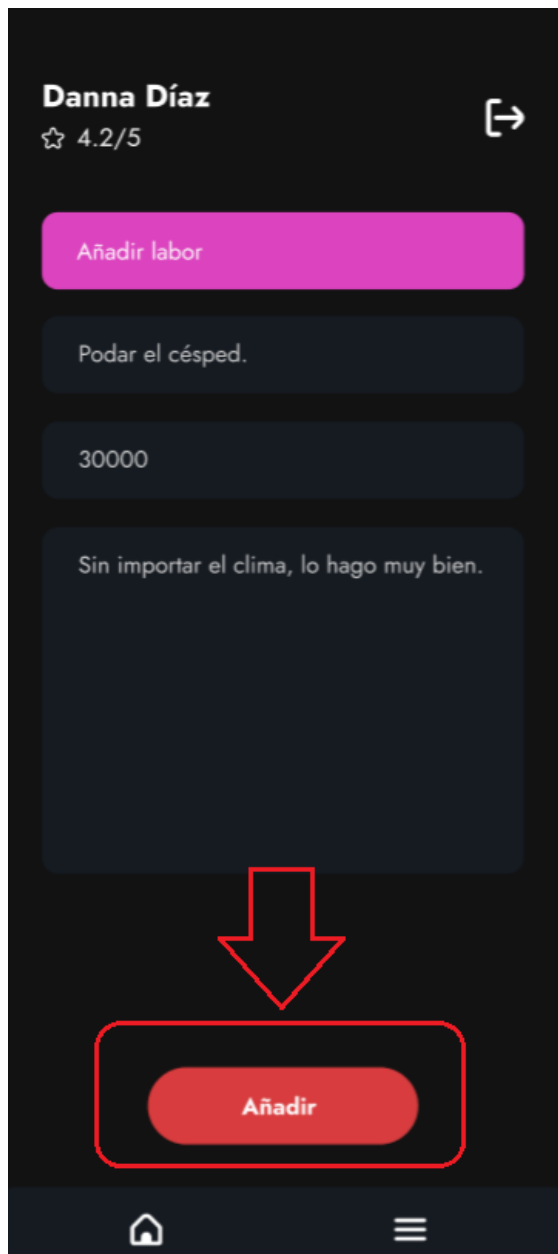 Danna Díaz
4.2/5
Añadir labor
Podar el césped.
30000
Sin importar el clima, lo hago muy bien.
Añadir